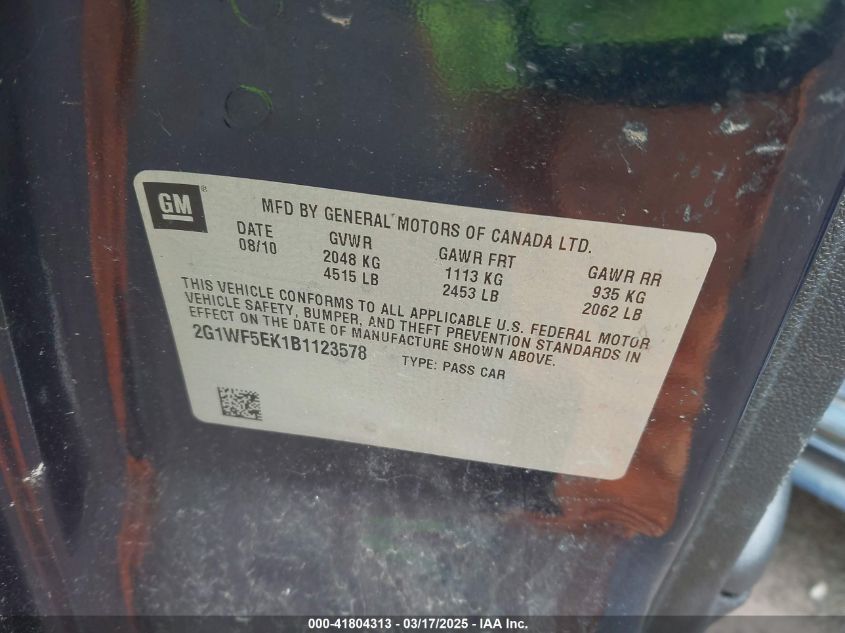 GM®
MFD BY GENERAL MOTORS OF CANADA LTD.
DATE GVWR GAWR FRT GAWR RR
08/10 2048 KG 1113 KG 935 KG
4515 LB 2453 LB 2062 LB
THIS VEHICLE CONFORMS TO ALL APPLICABLE U.S. FEDERAL MOTOR
VEHICLE SAFETY, BUMPER, AND THEFT PREVENTION STANDARDS IN
EFFECT ON THE DATE OF MANUFACTURE SHOWN ABOVE.
2G1WF5EK1B1123578 TYPE: PASS CAR
000-41804313 - 03/17/2025 - IAA Inc.